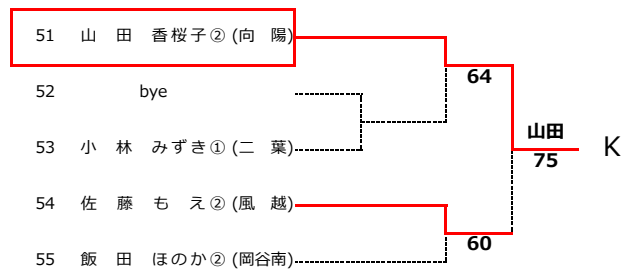 51 山 田 香桜子② (向 陽)
64
52 bye
山田
75
K
53 小 林 みずき① (二 葉)
54 佐 藤 も え② (風 越)
60
55 飯 田 ほのか② (岡谷南)